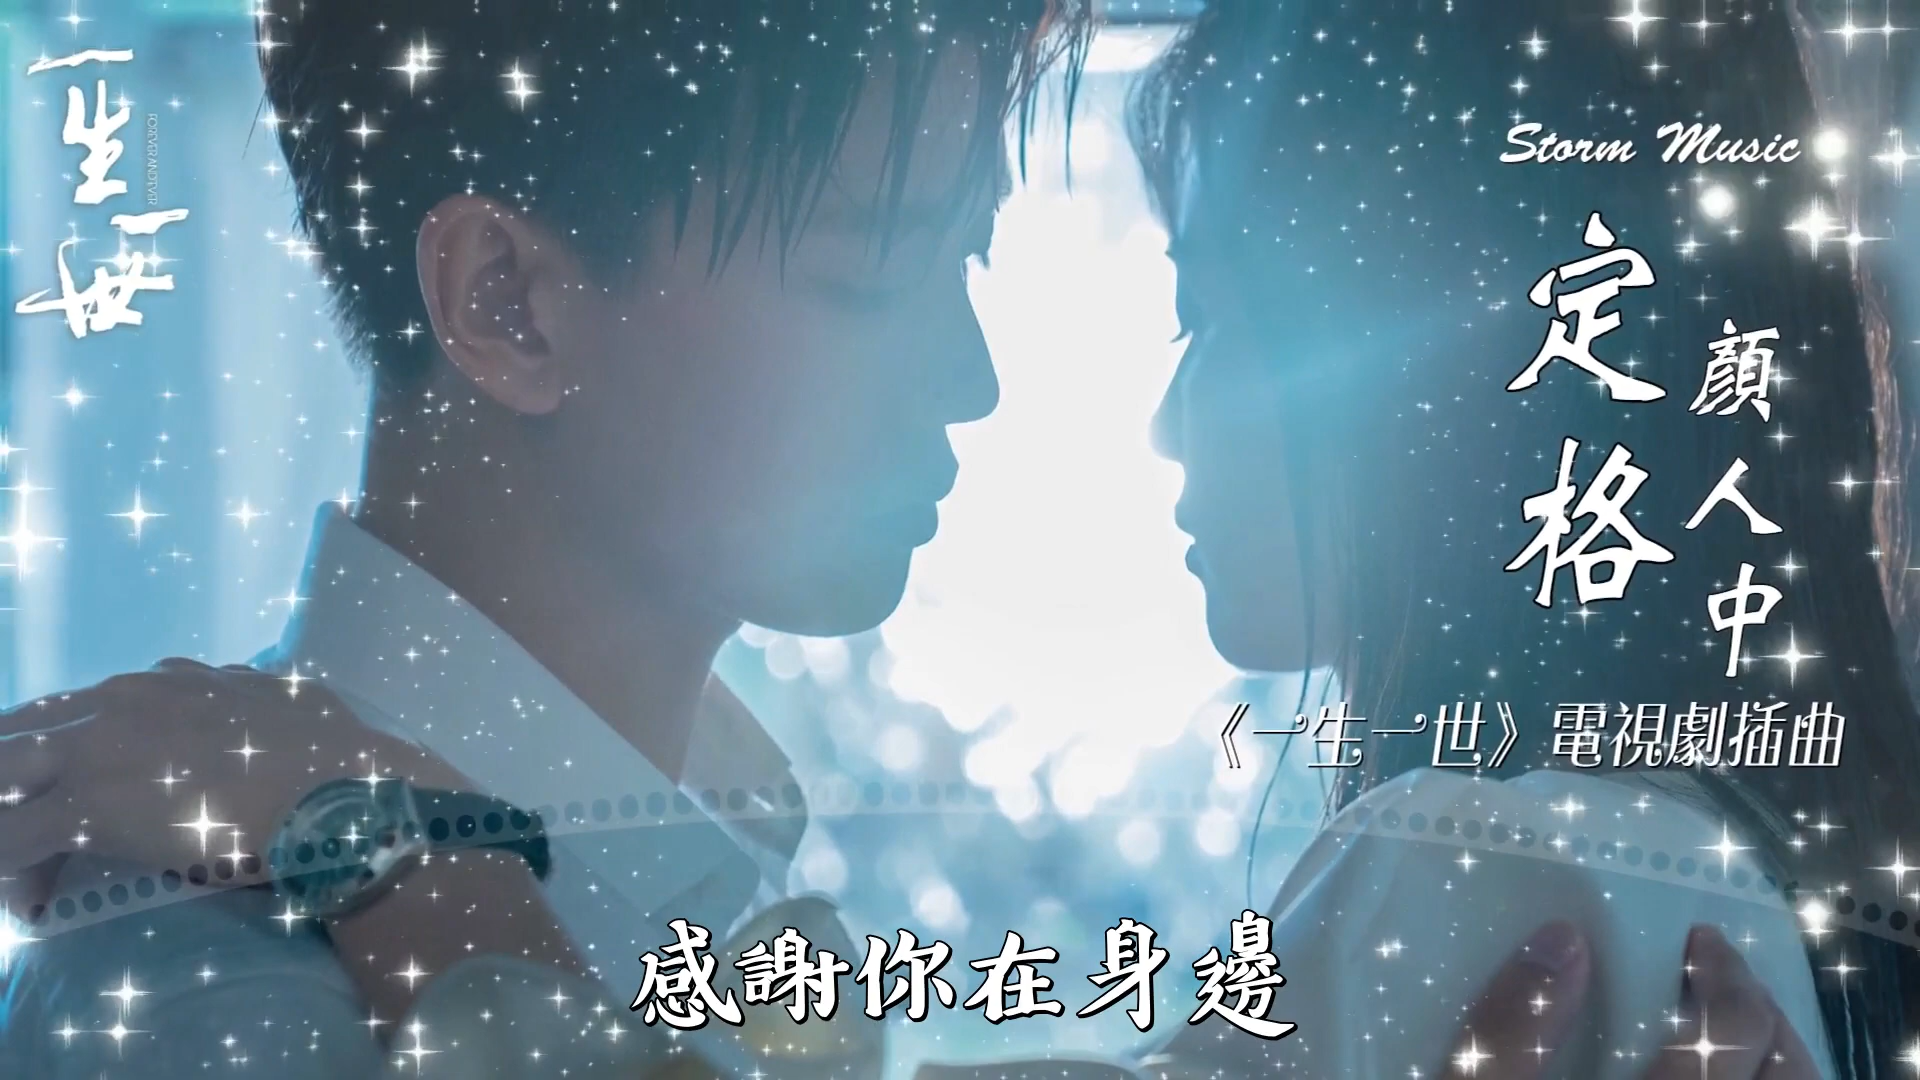 一生一世
FOREVER AND EVER
Storm Music
定格
顏人中
《一生一世》電視劇插曲
感謝你在身邊